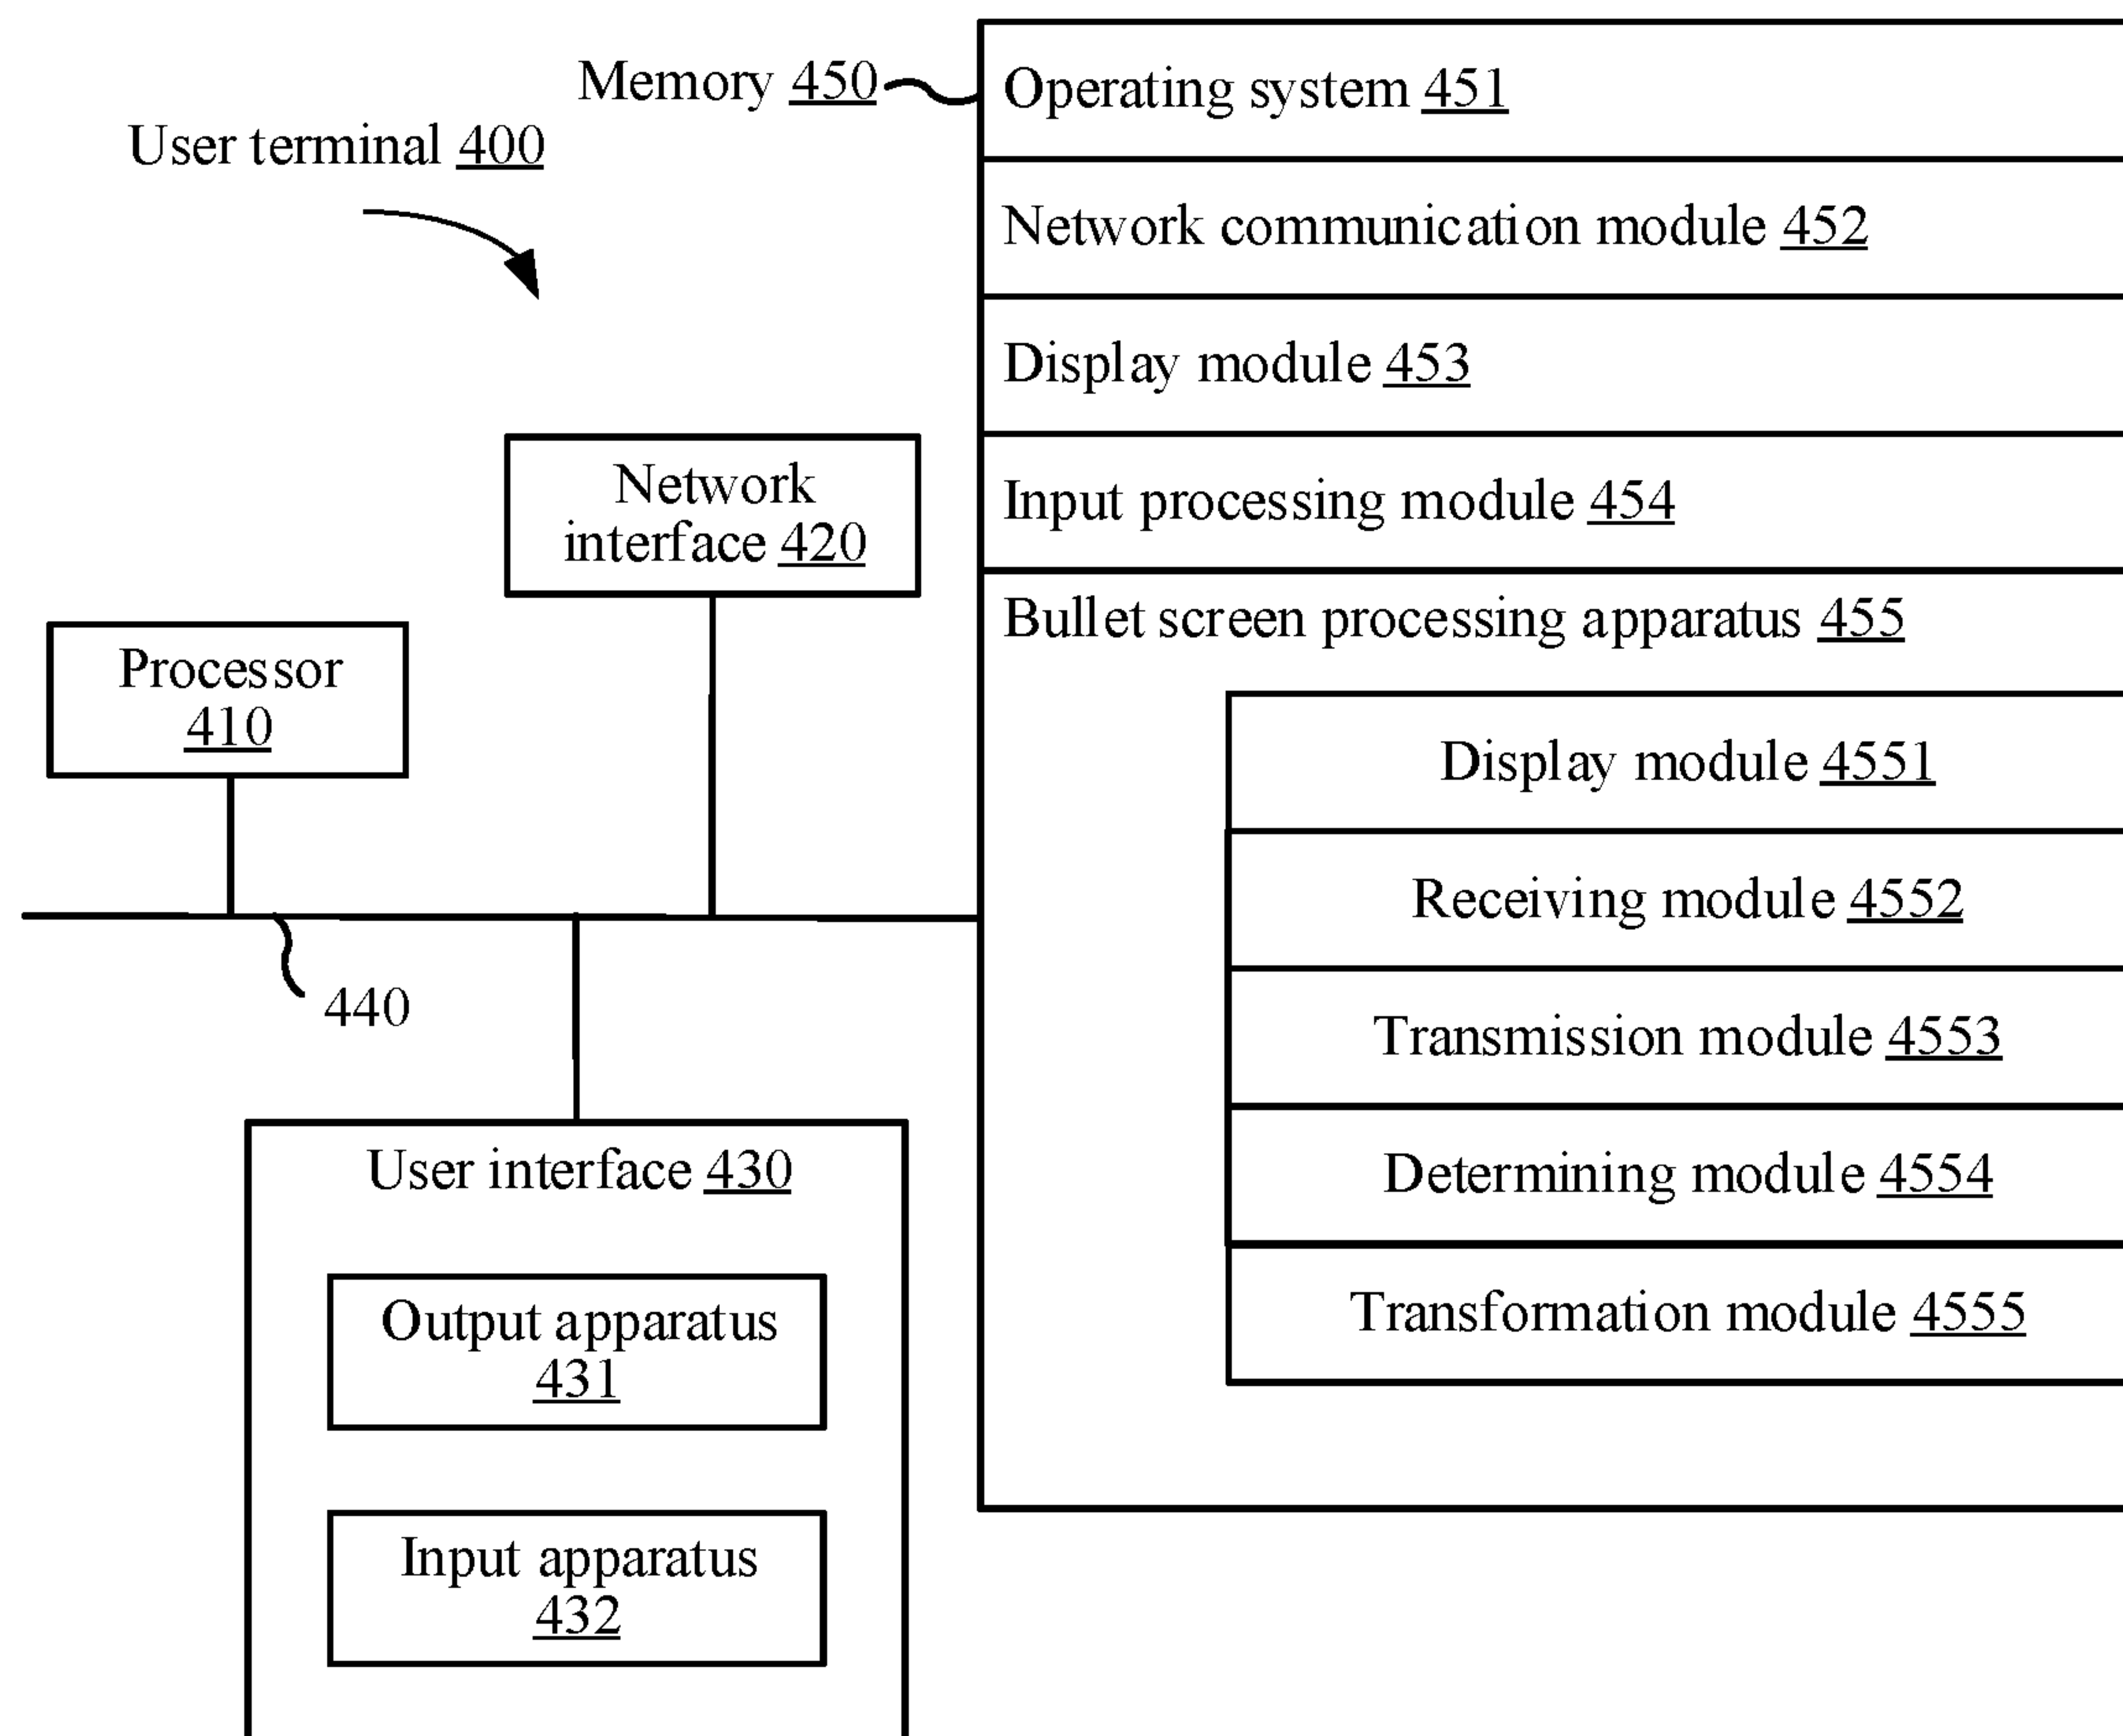 Memory 450
User terminal 400
Operating system 451
Network communication module 452
Display module 453
Input processing module 454
Bullet screen processing apparatus 455
Display module 4551
Receiving module 4552
Transmission module 4553
Determining module 4554
Transformation module 4555
Network
interface 420
Processor
410
440
User interface 430
Output apparatus
431
Input apparatus
432